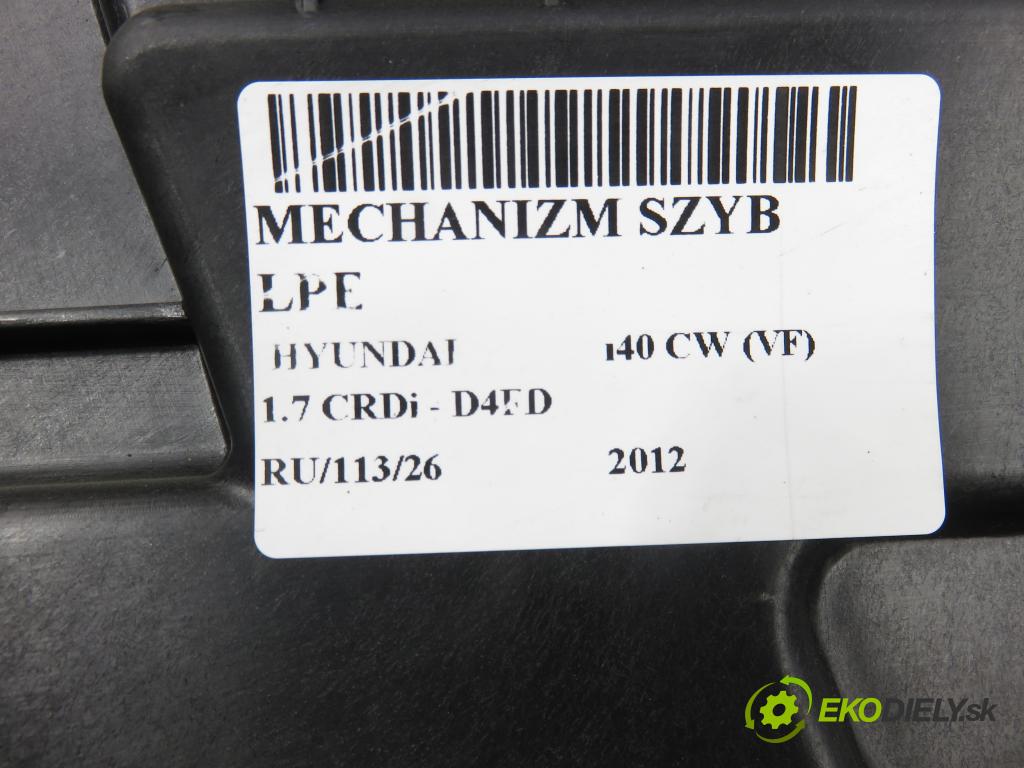 MECHANIZM SZYB
LPE
HYUNDAI i40 CW (VF)
1.7 CRDi - D4FD
RU/113/26 2012
EKODIELY.sk